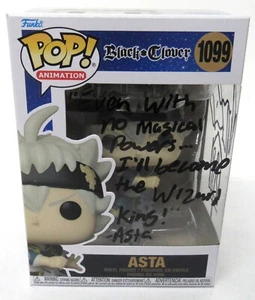 Funko
POP!
ANIMATION
Black Clover
1099
"Even With
no Magical
Powers...
I'll become
the Wizard
King!"
-Asta
ASTA